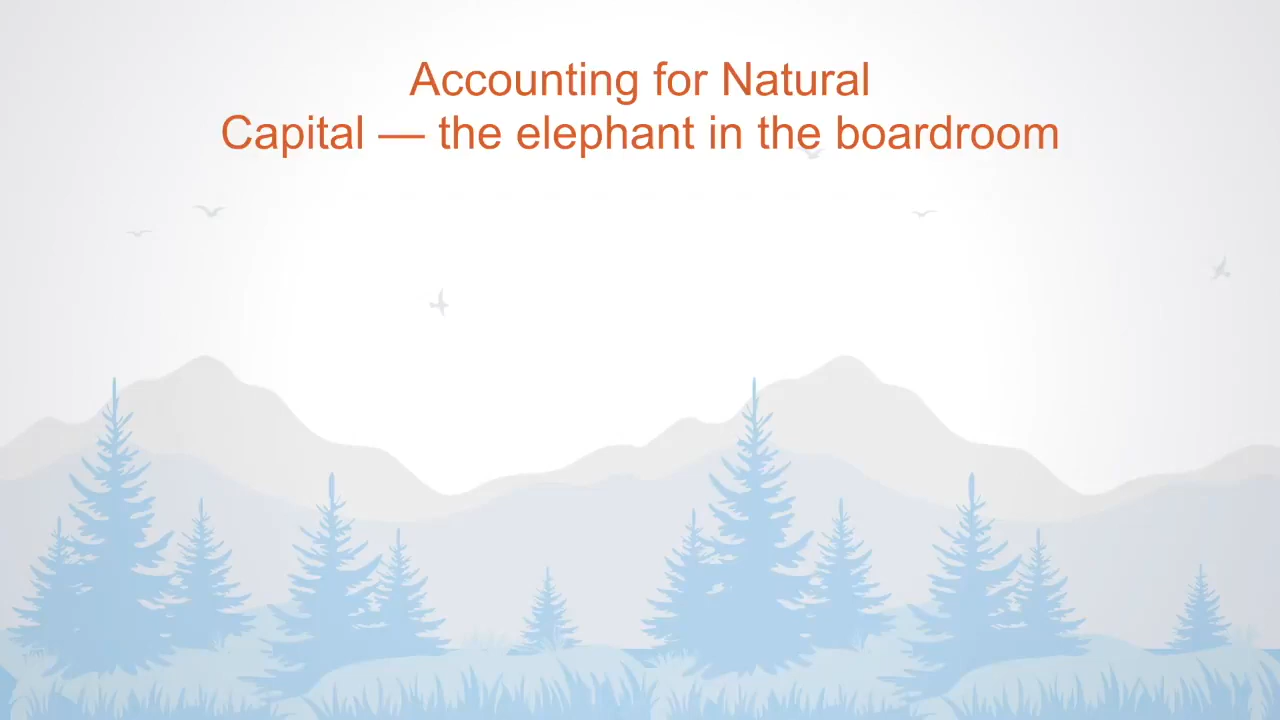 Accounting for Natural
Capital — the elephant in the boardroom